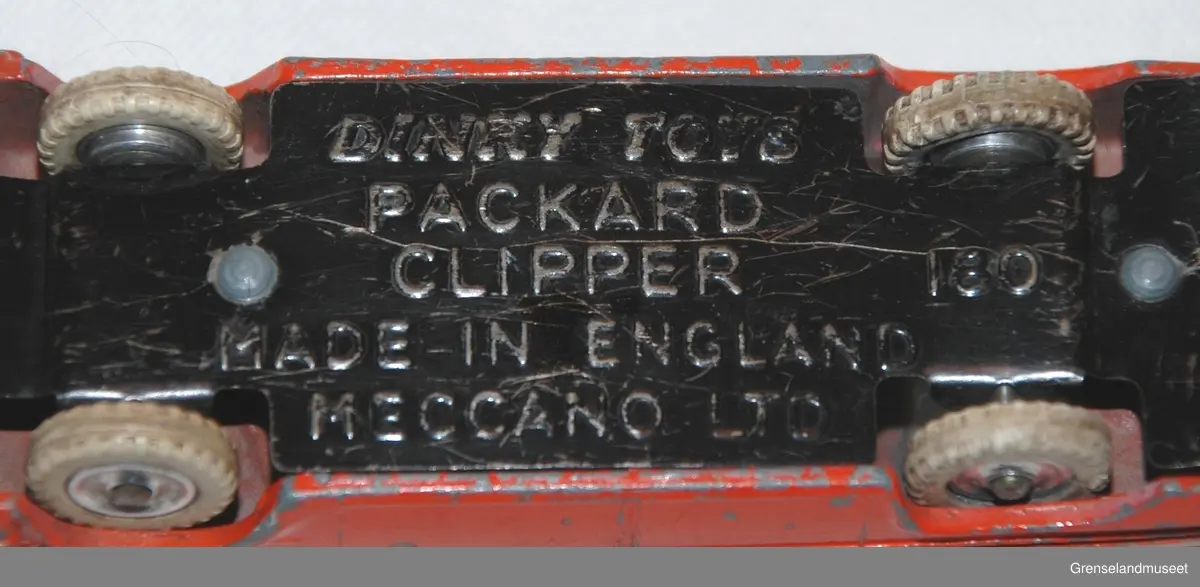 DINKY TOYS
PACKARD
CLIPPER 180
MADE IN ENGLAND
MECCANO LTD
Grenselandmuseet